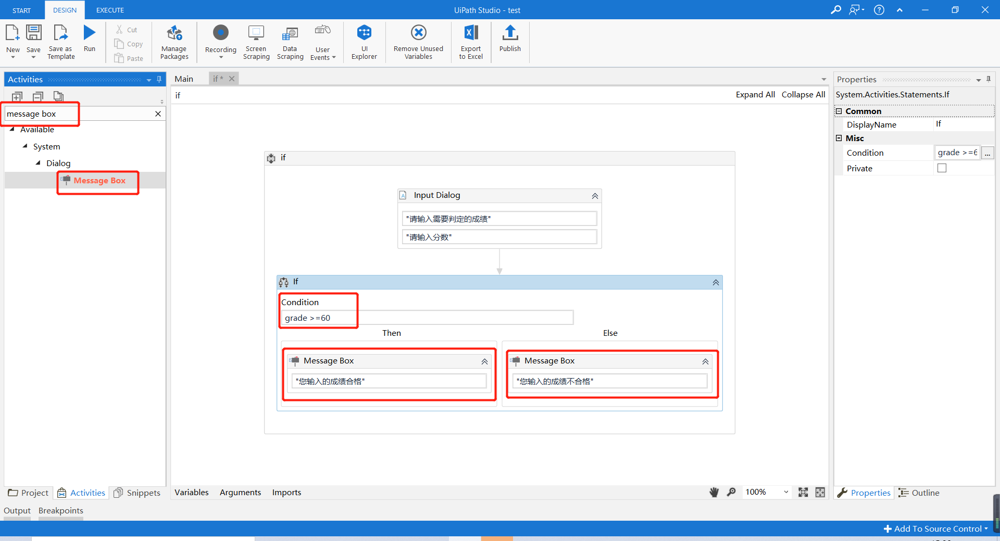 START DESIGN EXECUTE UiPath Studio - test
New Save Save as Template Run
Cut
Copy
Paste
Manage Packages Recording Screen Scraping Data Scraping User Events UI Explorer Remove Unused Variables Export to Excel Publish
Activities
message box
Available
System
Dialog
Message Box
Main if *
if Expand All Collapse All
if
Input Dialog
"请输入需要判定的成绩"
"请输入分数"
If
Condition
grade >=60
Then Else
Message Box
"您输入的成绩合格"
Message Box
"您输入的成绩不合格"
Properties
System.Activities.Statements.If
Common
DisplayName If
Misc
Condition grade >=6 ...
Private
Project Activities Snippets
Variables Arguments Imports 100%
Properties Outline
Output Breakpoints
Add To Source Control